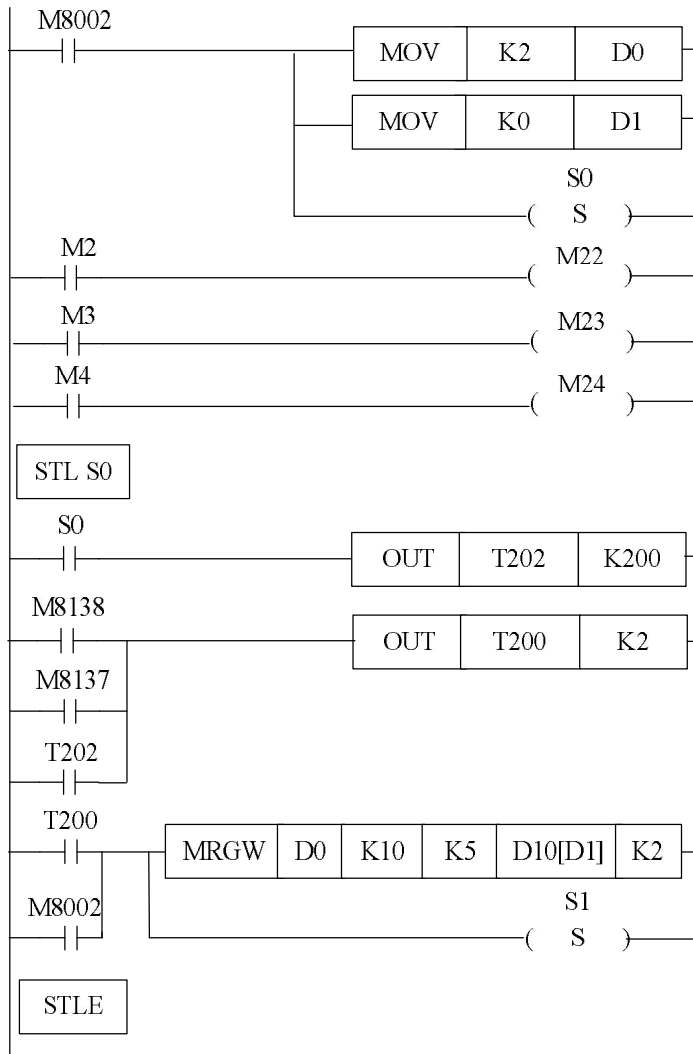 M8002
MOV K2 D0
MOV K0 D1
S0
( S )
M2
M22
( )
M3
M23
( )
M4
M24
( )
STL S0
S0
OUT T202 K200
M8138
OUT T200 K2
M8137
T202
T200
MRGW D0 K10 K5 D10[D1] K2
M8002
S1
( S )
STLE